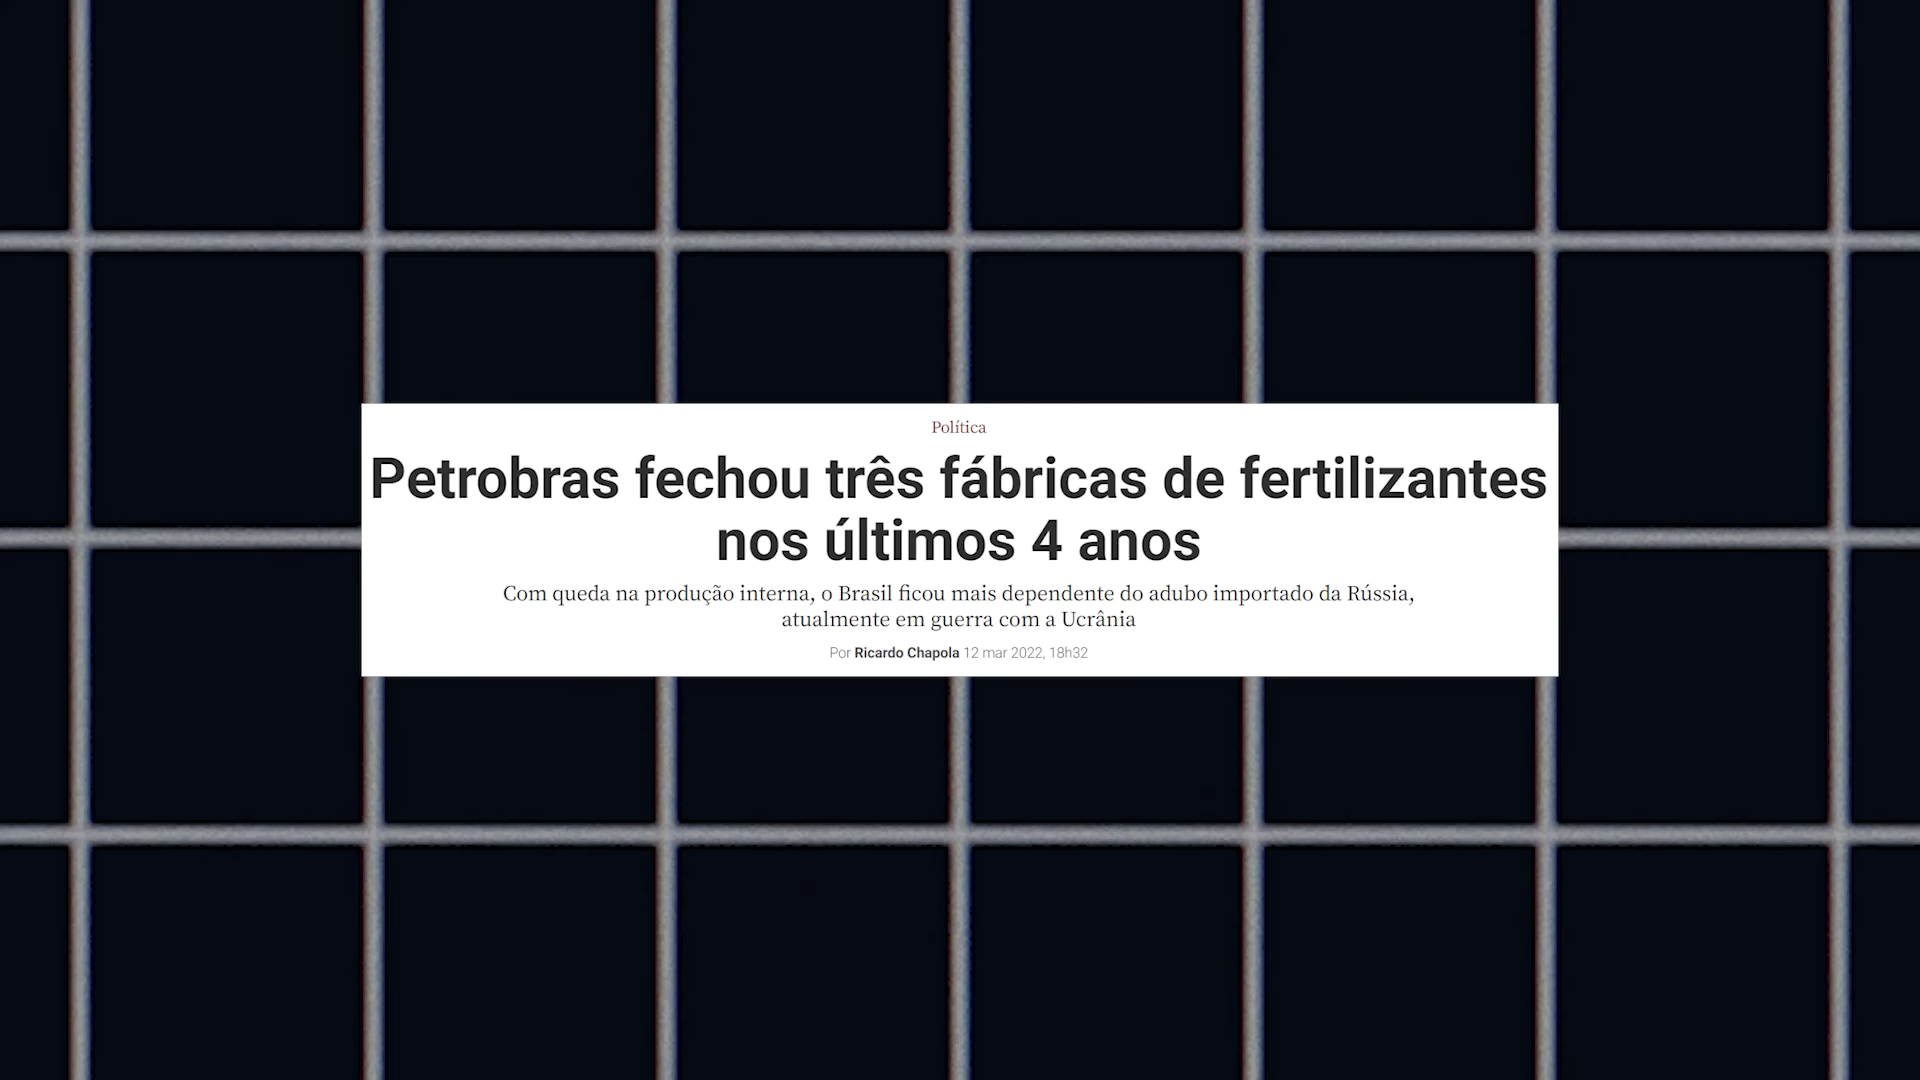 Política
Petrobras fechou três fábricas de fertilizantes
nos últimos 4 anos
Com queda na produção interna, o Brasil ficou mais dependente do adubo importado da Rússia,
atualmente em guerra com a Ucrânia
Por Ricardo Chapola 12 mar 2022, 18h32